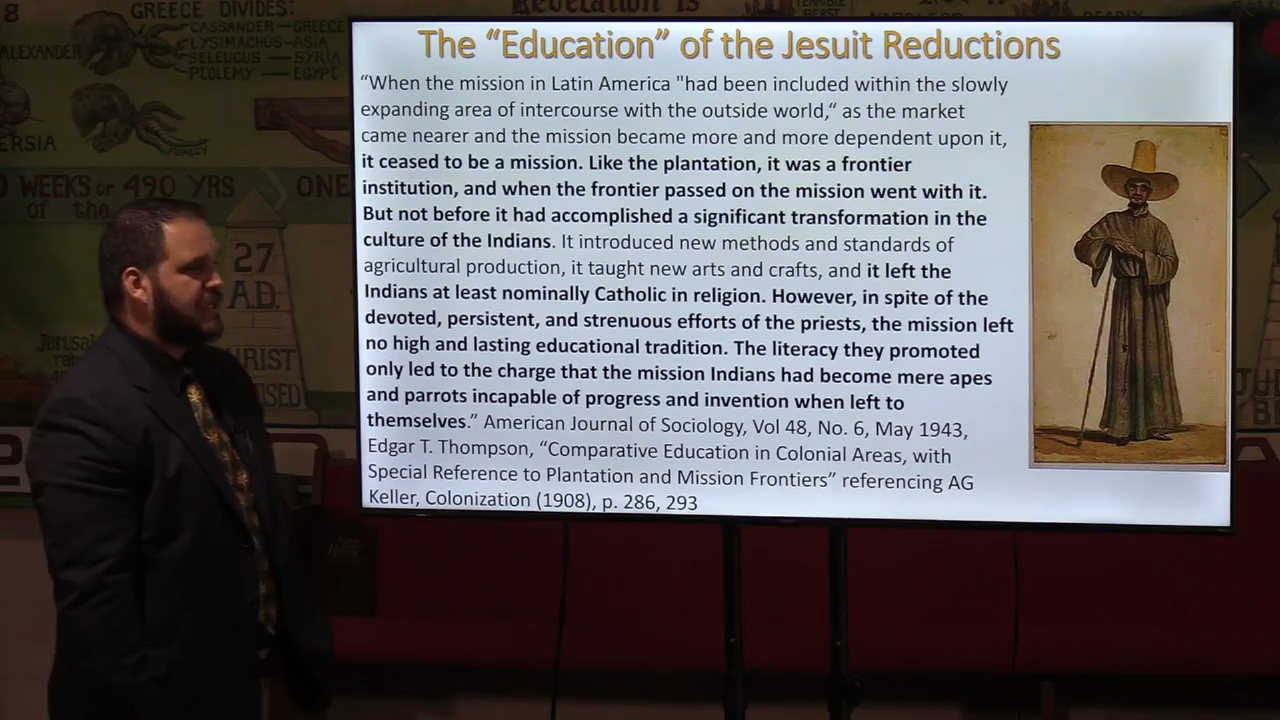 8
GREECE DIVIDES:
CASSANDER-GREECE
LYSIMACHUS-ASIA
SELEUCUS-SYRIA
PTOLEMY-EGYPT
ALEXANDER
ERSIA
Revelation is
WEEKS or 490 YRS
of the
ONE
27
A.D.
The “Education” of the Jesuit Reductions
“When the mission in Latin America "had been included within the slowly
expanding area of intercourse with the outside world,“ as the market
came nearer and the mission became more and more dependent upon it,
it ceased to be a mission. Like the plantation, it was a frontier
institution, and when the frontier passed on the mission went with it.
But not before it had accomplished a significant transformation in the
culture of the Indians. It introduced new methods and standards of
agricultural production, it taught new arts and crafts, and it left the
Indians at least nominally Catholic in religion. However, in spite of the
devoted, persistent, and strenuous efforts of the priests, the mission left
no high and lasting educational tradition. The literacy they promoted
only led to the charge that the mission Indians had become mere apes
and parrots incapable of progress and invention when left to
themselves.” American Journal of Sociology, Vol 48, No. 6, May 1943,
Edgar T. Thompson, “Comparative Education in Colonial Areas, with
Special Reference to Plantation and Mission Frontiers” referencing AG
Keller, Colonization (1908), p. 286, 293